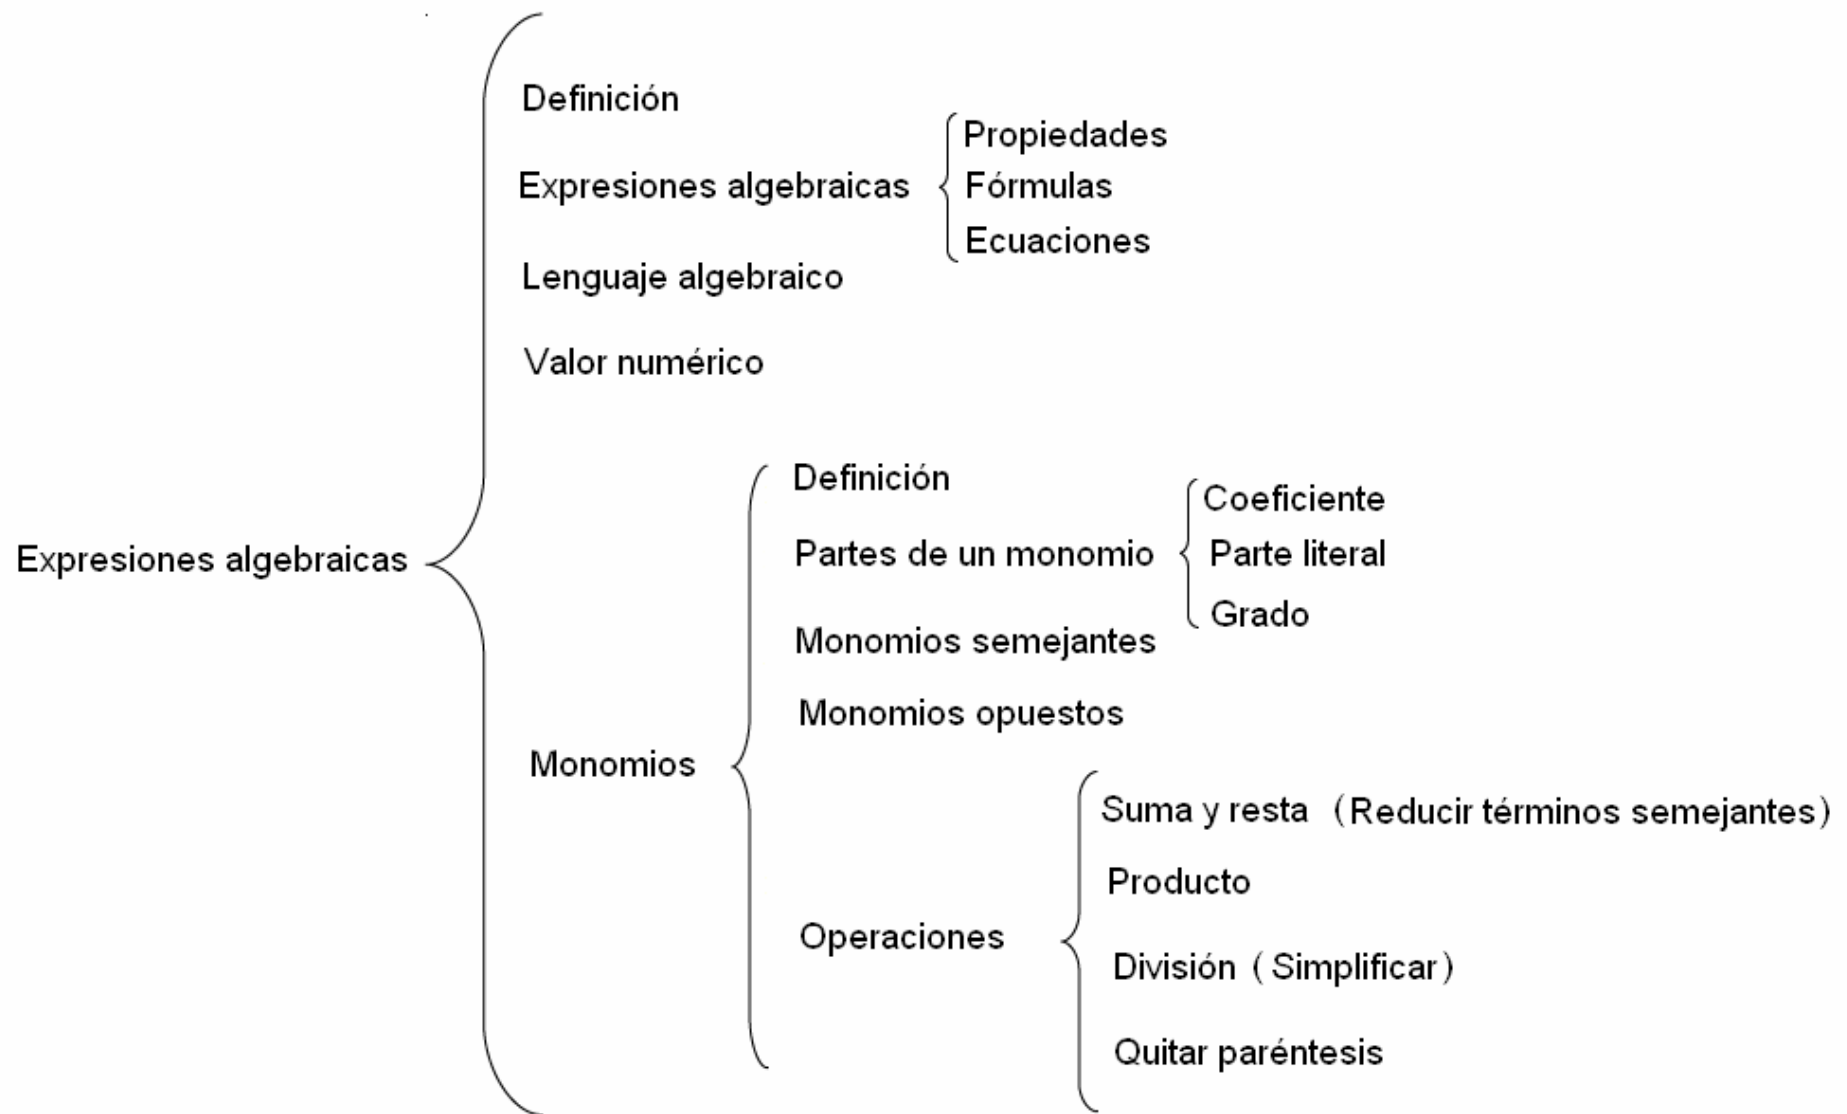 Definición
Expresiones algebraicas
Propiedades
Fórmulas
Ecuaciones
Lenguaje algebraico
Valor numérico
Expresiones algebraicas
Monomios
Definición
Partes de un monomio
Coeficiente
Parte literal
Grado
Monomios semejantes
Monomios opuestos
Operaciones
Suma y resta (Reducir términos semejantes)
Producto
División (Simplificar)
Quitar paréntesis